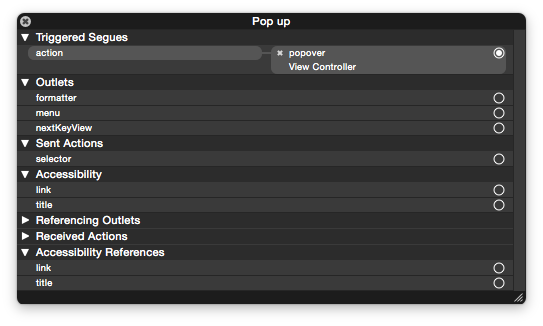 Pop up
Triggered Segues
action popover
View Controller
Outlets
formatter
menu
nextKeyView
Sent Actions
selector
Accessibility
link
title
Referencing Outlets
Received Actions
Accessibility References
link
title